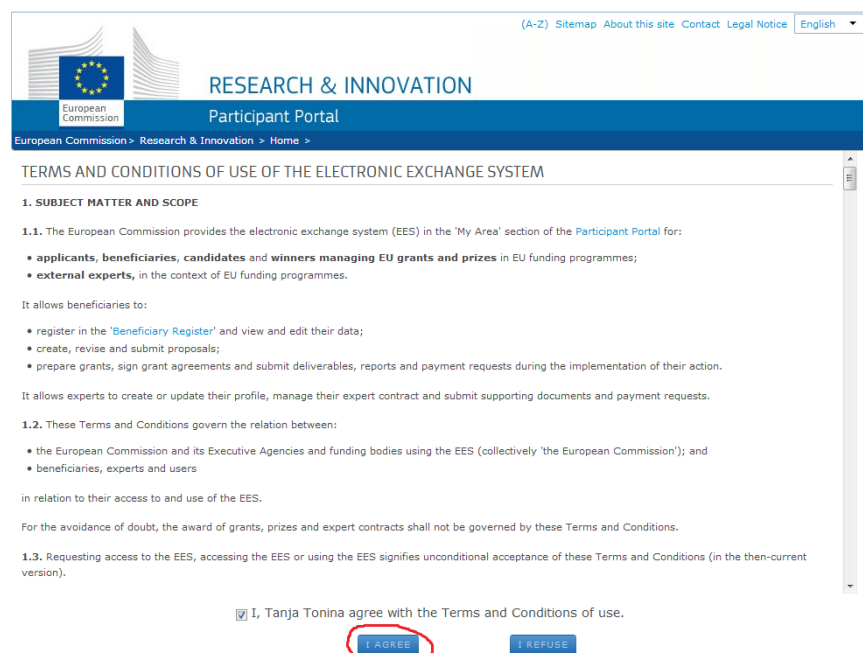 (A-Z) Sitemap About this site Contact Legal Notice English
RESEARCH & INNOVATION
European
Commission
Participant Portal
European Commission> Research & Innovation > Home >
TERMS AND CONDITIONS OF USE OF THE ELECTRONIC EXCHANGE SYSTEM
1. SUBJECT MATTER AND SCOPE
1.1. The European Commission provides the electronic exchange system (EES) in the 'My Area' section of the Participant Portal for:
• applicants, beneficiaries, candidates and winners managing EU grants and prizes in EU funding programmes;
• external experts, in the context of EU funding programmes.
It allows beneficiaries to:
• register in the 'Beneficiary Register' and view and edit their data;
• create, revise and submit proposals;
• prepare grants, sign grant agreements and submit deliverables, reports and payment requests during the implementation of their action.
It allows experts to create or update their profile, manage their expert contract and submit supporting documents and payment requests.
1.2. These Terms and Conditions govern the relation between:
• the European Commission and its Executive Agencies and funding bodies using the EES (collectively 'the European Commission'); and
• beneficiaries, experts and users
in relation to their access to and use of the EES.
For the avoidance of doubt, the award of grants, prizes and expert contracts shall not be governed by these Terms and Conditions.
1.3. Requesting access to the EES, accessing the EES or using the EES signifies unconditional acceptance of these Terms and Conditions (in the then-current
version).
I, Tanja Tonina agree with the Terms and Conditions of use.
I AGREE I REFUSE